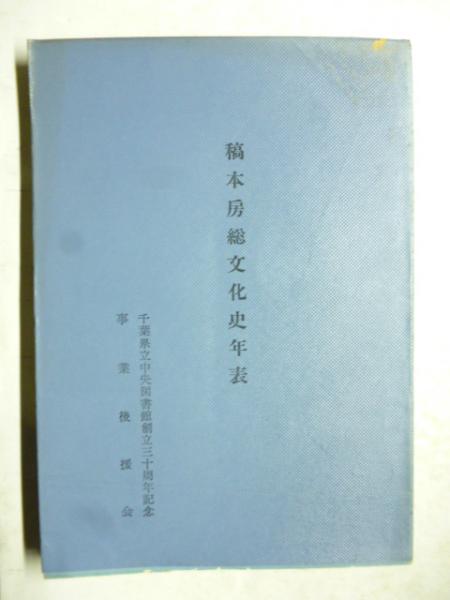 稿本房総文化史年表
千葉県立中央図書館創立三十周年記念
事業後援会